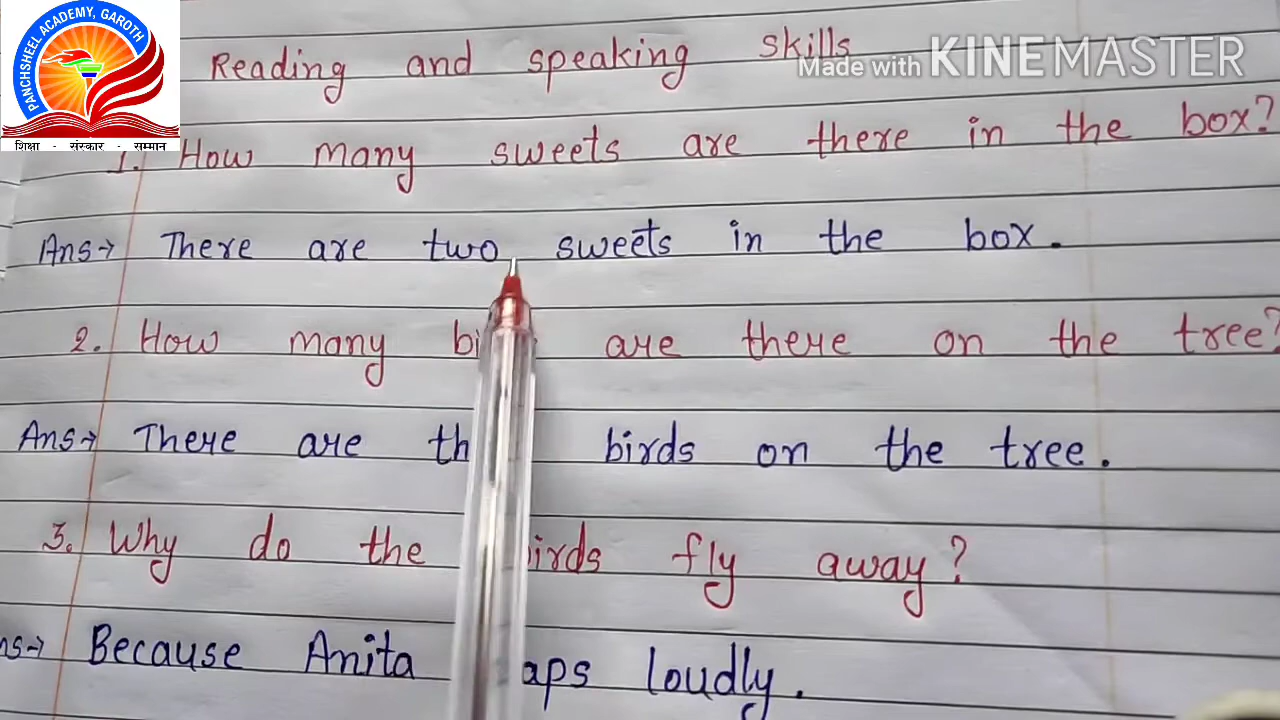 PANCHSHEEL ACADEMY, GAROTH
शिक्षा - संस्कार - सम्मान
Made with KINEMASTER
Reading and speaking skills
1. How many sweets are there in the box?
Ans→ There are two sweets in the box.
2. How many are there on the tree?
Ans→ There are birds on the tree.
3. Why do the birds fly away?
Because Anita loudly.